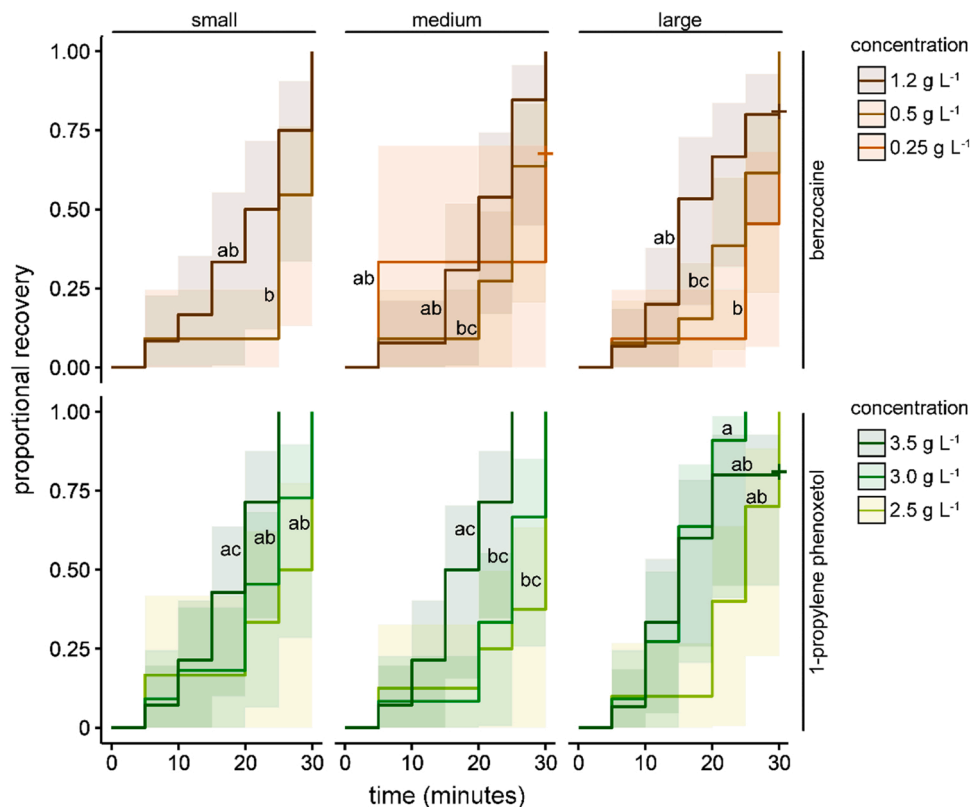 small medium large
concentration
1.2 g L⁻¹
0.5 g L⁻¹
0.25 g L⁻¹
benzocaine
proportional recovery
1.00
0.75
0.50
0.25
0.00
ab
b
ab
ab
bc
ab
bc
b
concentration
3.5 g L⁻¹
3.0 g L⁻¹
2.5 g L⁻¹
1-propylene phenoxetol
1.00
0.75
0.50
0.25
0
ac
ab
ab
ac
bc
bc
a
ab
ab
0 10 20 30 0 10 20 30 0 10 20 30
time (minutes)